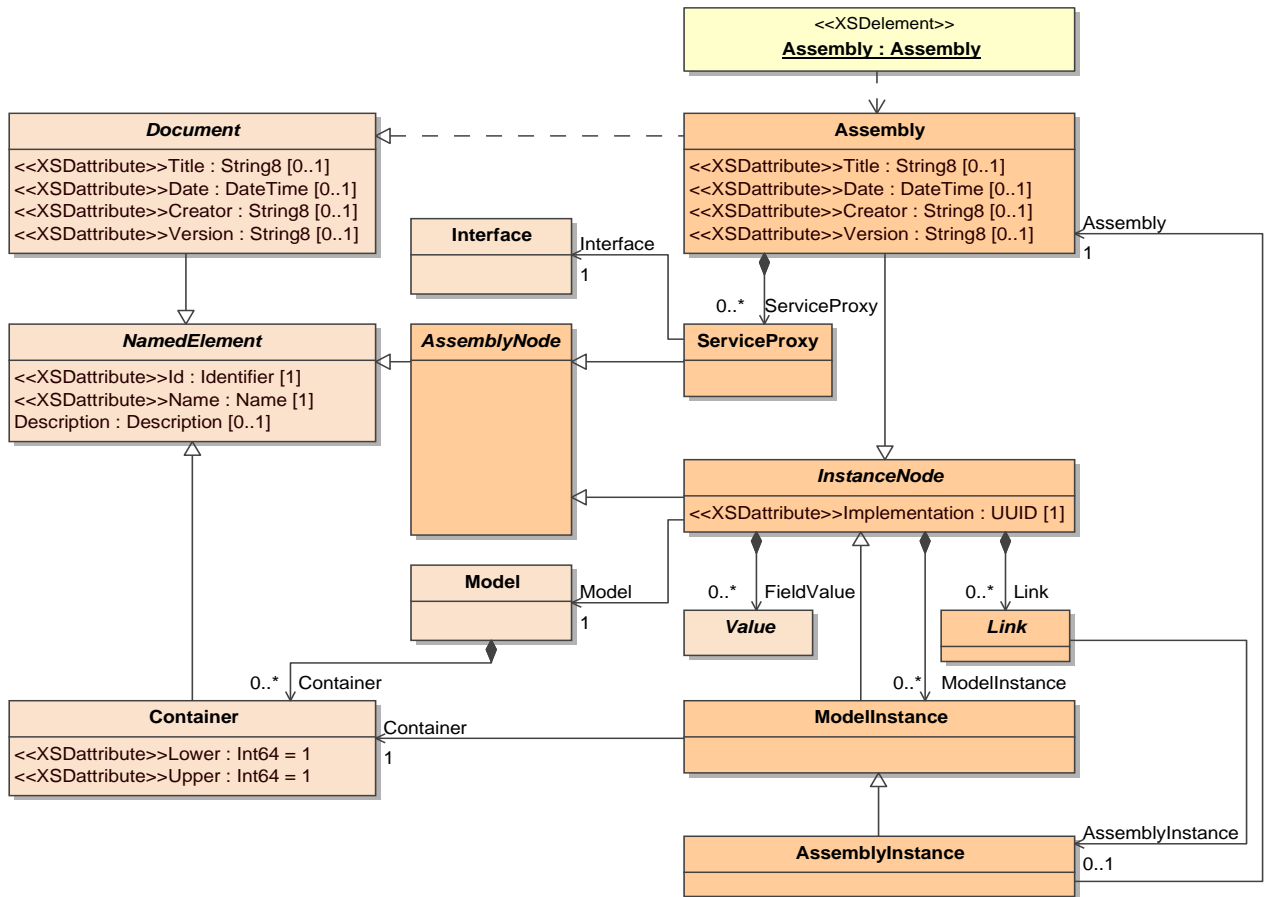 <<XSDelement>>
Assembly : Assembly
Document
<<XSDattribute>>Title : String8 [0..1]
<<XSDattribute>>Date : DateTime [0..1]
<<XSDattribute>>Creator : String8 [0..1]
<<XSDattribute>>Version : String8 [0..1]
Assembly
<<XSDattribute>>Title : String8 [0..1]
<<XSDattribute>>Date : DateTime [0..1]
<<XSDattribute>>Creator : String8 [0..1]
<<XSDattribute>>Version : String8 [0..1]
Assembly
1
Interface
Interface
1
0..*
ServiceProxy
NamedElement
<<XSDattribute>>Id : Identifier [1]
<<XSDattribute>>Name : Name [1]
Description : Description [0..1]
AssemblyNode
ServiceProxy
InstanceNode
<<XSDattribute>>Implementation : UUID [1]
Model
Model
1
0..*
FieldValue
0..*
Link
Value
Link
0..*
Container
0..*
ModelInstance
Container
<<XSDattribute>>Lower : Int64 = 1
<<XSDattribute>>Upper : Int64 = 1
Container
1
ModelInstance
AssemblyInstance
0..1
AssemblyInstance